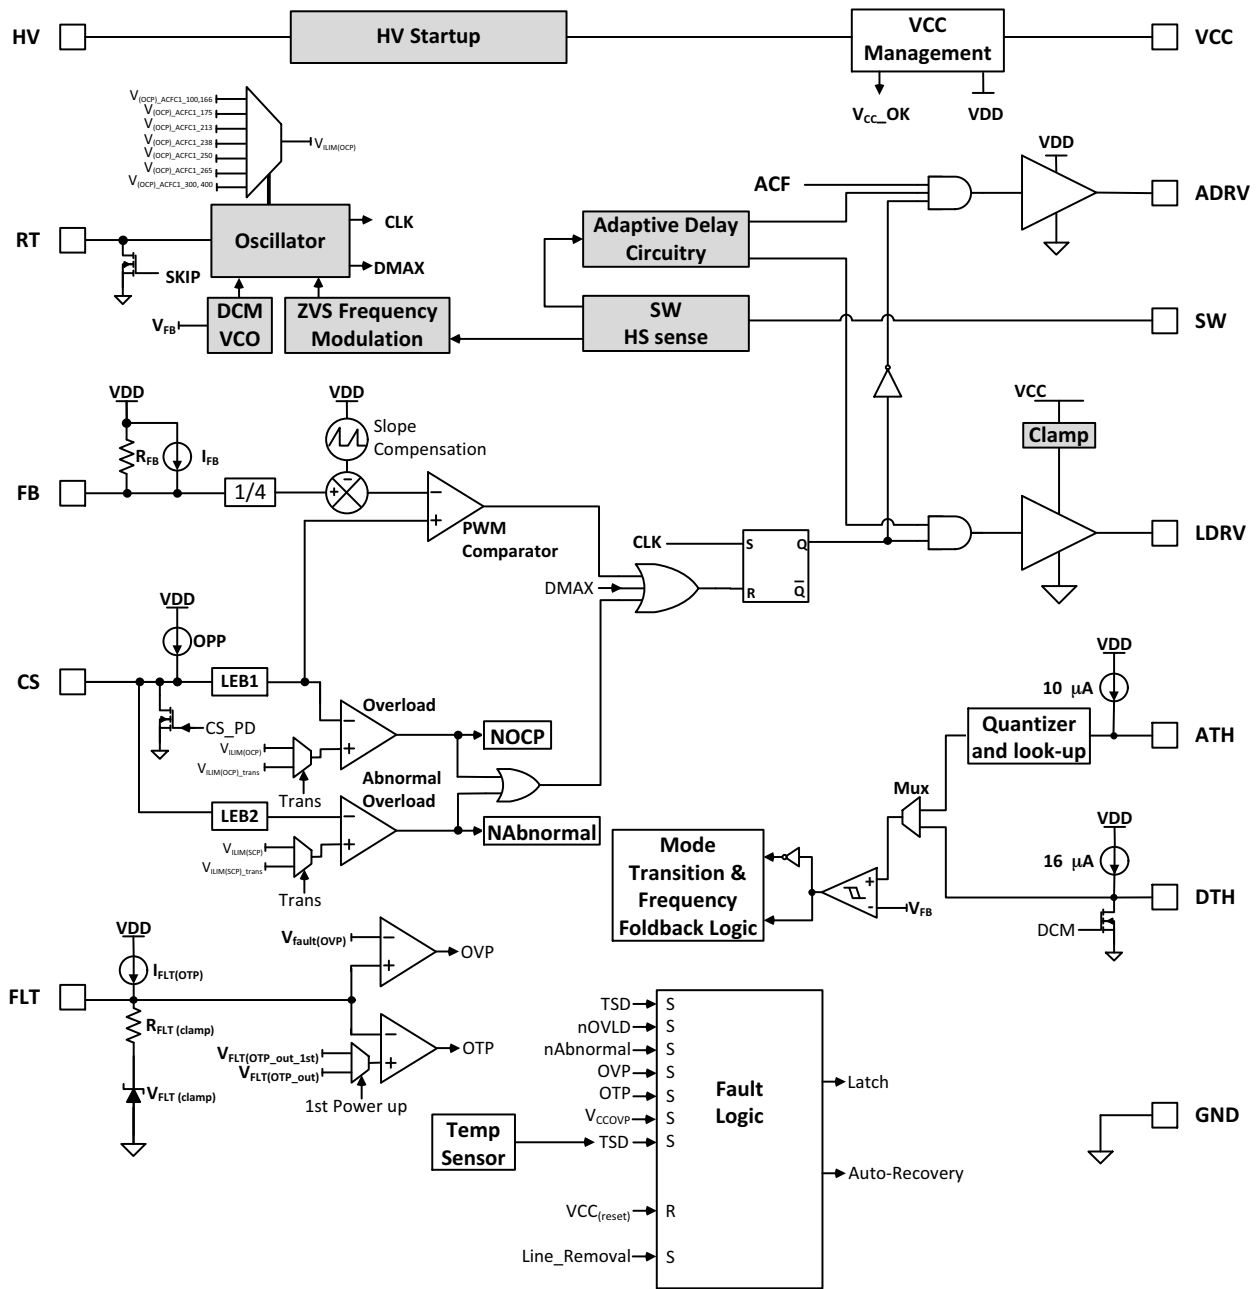 HV
HV Startup
VCC
Management
VCC
V(OCP)_ACFC1_100,166
V(OCP)_ACFC1_175
V(OCP)_ACFC1_213
V(OCP)_ACFC1_238
V(OCP)_ACFC1_250
V(OCP)_ACFC1_265
V(OCP)_ACFC1_300, 400
VILIM(OCP)
VCC_OK
VDD
VDD
ACF
ADRV
RT
Oscillator
CLK
DMAX
SKIP
Adaptive Delay
Circuitry
VFB
DCM
VCO
ZVS Frequency
Modulation
SW
HS sense
SW
VDD
VDD
Slope
Compensation
RFB
IFB
VCC
Clamp
FB
1/4
+
−
−
+
PWM
Comparator
CLK
S
Q
R
Q
DMAX
LDRV
VDD
OPP
CS
LEB1
CS_PD
VILIM(OCP)
VILIM(OCP)_trans
Trans
Overload
−
+
NOCP
Abnormal
Overload
LEB2
−
+
NAbnormal
VILIM(SCP)
VILIM(SCP)_trans
Trans
VDD
10 µA
Quantizer
and look-up
ATH
Mux
VDD
16 µA
Mode
Transition &
Frequency
Foldback Logic
+
-
VFB
DTH
DCM
VDD
IFLT(OTP)
Vfault(OVP)
−
+
OVP
FLT
RFLT (clamp)
VFLT (clamp)
VFLT(OTP_out_1st)
VFLT(OTP_out)
−
+
OTP
1st Power up
Temp
Sensor
TSD
S
nOVLD
S
nAbnormal
S
OVP
S
OTP
S
VCCOVP
S
TSD
S
VCC(reset)
R
Line_Removal
S
Fault
Logic
Latch
Auto-Recovery
GND